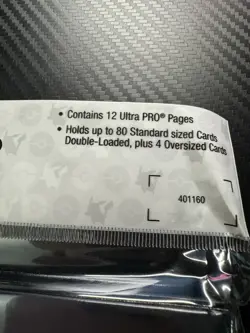 • Contains 12 Ultra PRO® Pages
• Holds up to 80 Standard sized Cards
Double-Loaded, plus 4 Oversized Cards
401160